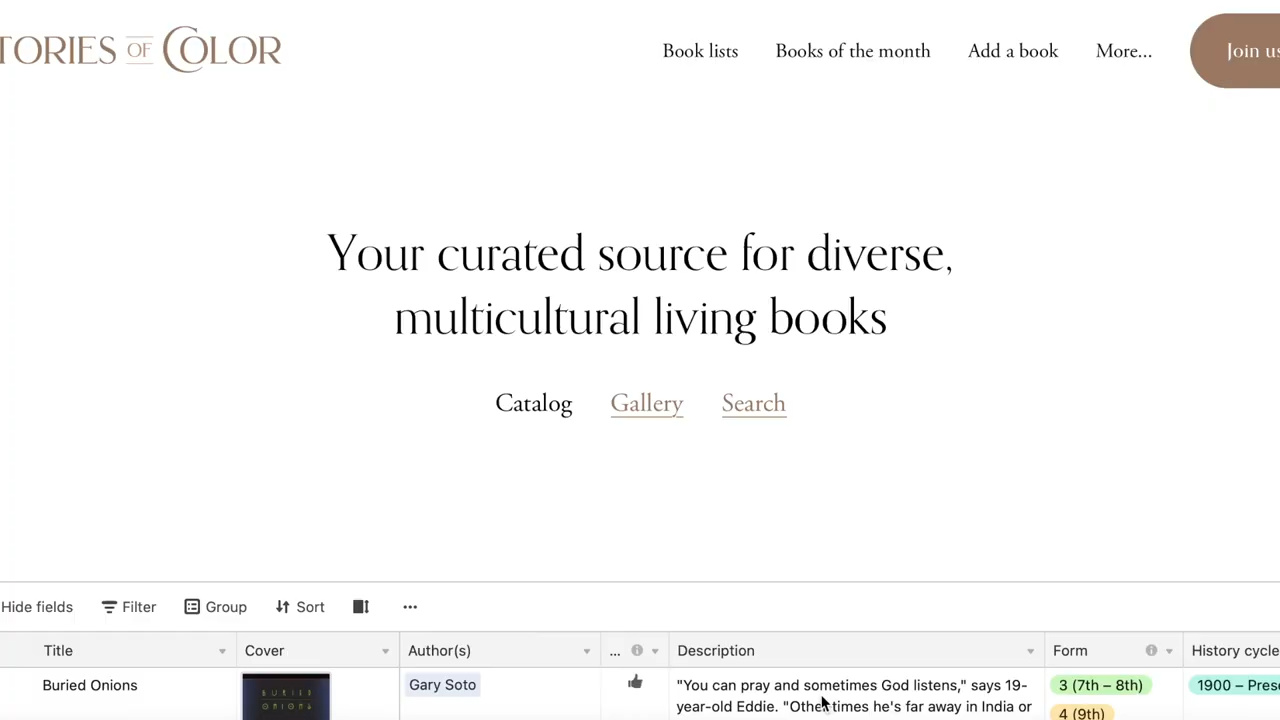 TORIES OF COLOR
Book lists Books of the month Add a book More... Join us
Your curated source for diverse,
multicultural living books
Catalog Gallery Search
Hide fields Filter Group Sort ...
Title Cover Author(s) ... Description Form History cycle
Buried Onions BURIED Gary Soto "You can pray and sometimes God listens," says 19- 3 (7th – 8th) 1900 – Prese
ONIONS year-old Eddie. "Other times he's far away in India or 4 (9th)